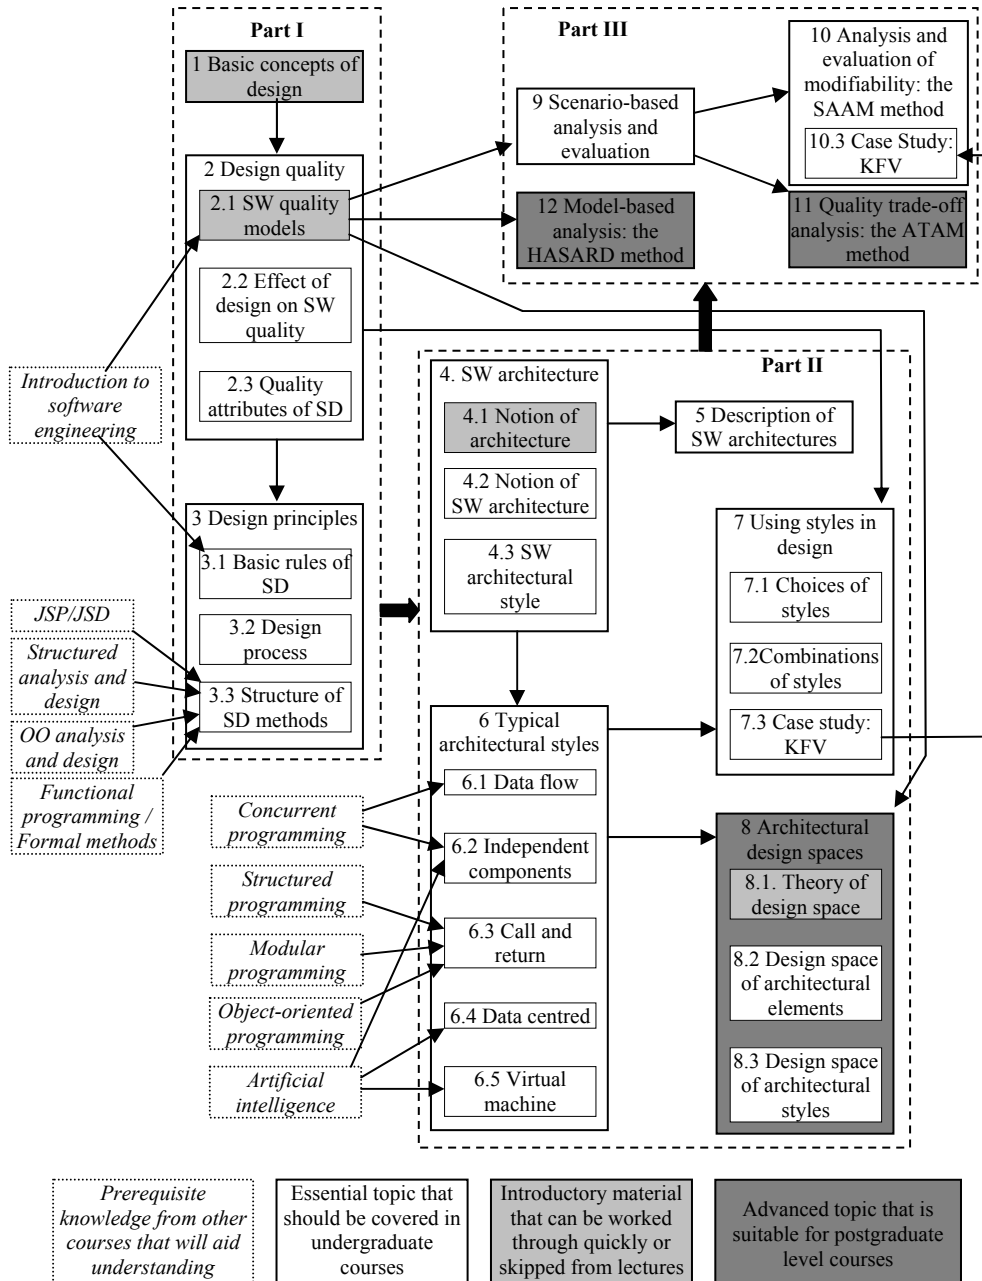 Part I
1 Basic concepts of
design
2 Design quality
2.1 SW quality
models
2.2 Effect of
design on SW
quality
2.3 Quality
attributes of SD
Introduction to
software
engineering
3 Design principles
3.1 Basic rules of
SD
3.2 Design
process
3.3 Structure of
SD methods
JSP/JSD
Structured
analysis and
design
OO analysis
and design
Functional
programming /
Formal methods
Part III
9 Scenario-based
analysis and
evaluation
10 Analysis and
evaluation of
modifiability: the
SAAM method
10.3 Case Study:
KFV
12 Model-based
analysis: the
HASARD method
11 Quality trade-off
analysis: the ATAM
method
Part II
4. SW architecture
4.1 Notion of
architecture
4.2 Notion of
SW architecture
4.3 SW
architectural
style
5 Description of
SW architectures
6 Typical
architectural styles
6.1 Data flow
6.2 Independent
components
6.3 Call and
return
6.4 Data centred
6.5 Virtual
machine
Concurrent
programming
Structured
programming
Modular
programming
Object-oriented
programming
Artificial
intelligence
7 Using styles in
design
7.1 Choices of
styles
7.2Combinations
of styles
7.3 Case study:
KFV
8 Architectural
design spaces
8.1. Theory of
design space
8.2 Design space
of architectural
elements
8.3 Design space
of architectural
styles
Prerequisite
knowledge from other
courses that will aid
understanding
Essential topic that
should be covered in
undergraduate
courses
Introductory material
that can be worked
through quickly or
skipped from lectures
Advanced topic that is
suitable for postgraduate
level courses